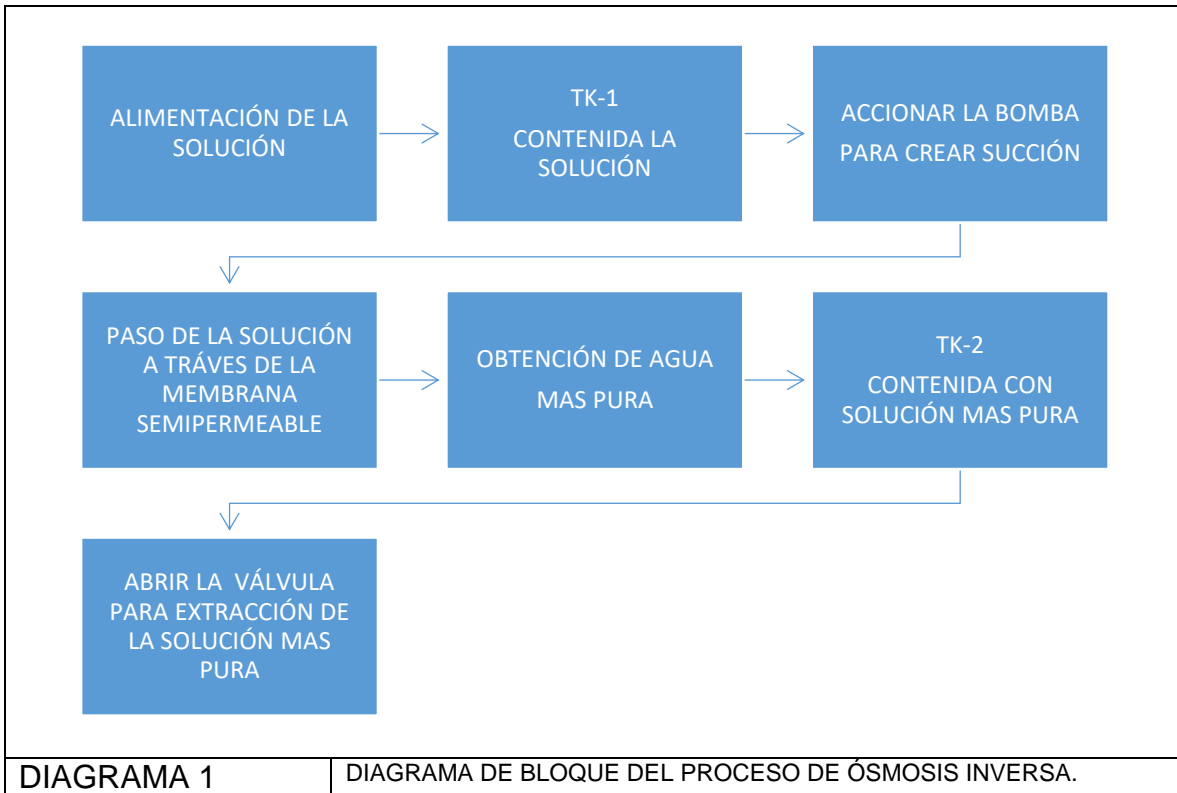 ALIMENTACIÓN DE LA
SOLUCIÓN
TK-1
CONTENIDA LA
SOLUCIÓN
ACCIONAR LA BOMBA
PARA CREAR SUCCIÓN
PASO DE LA SOLUCIÓN
A TRÁVES DE LA
MEMBRANA
SEMIPERMEABLE
OBTENCIÓN DE AGUA
MAS PURA
TK-2
CONTENIDA CON
SOLUCIÓN MAS PURA
ABRIR LA VÁLVULA
PARA EXTRACCIÓN DE
LA SOLUCIÓN MAS
PURA
DIAGRAMA 1
DIAGRAMA DE BLOQUE DEL PROCESO DE ÓSMOSIS INVERSA.